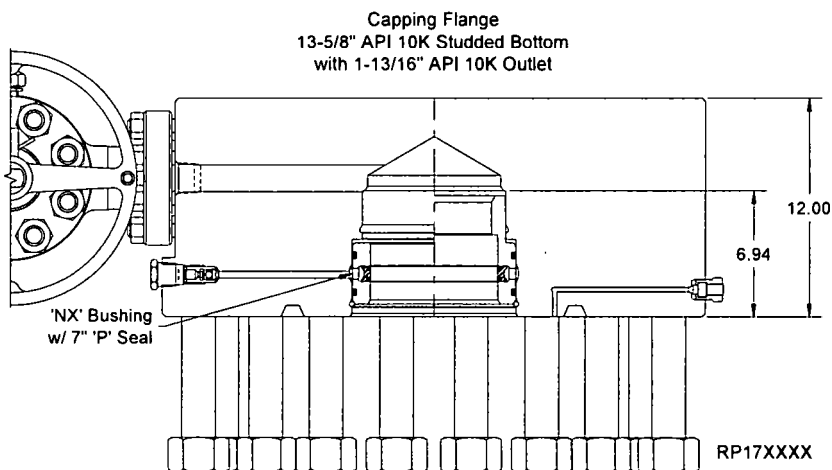 Capping Flange
13-5/8" API 10K Studded Bottom
with 1-13/16" API 10K Outlet
12.00
6.94
'NX' Bushing
w/ 7" 'P' Seal
RP17XXXX